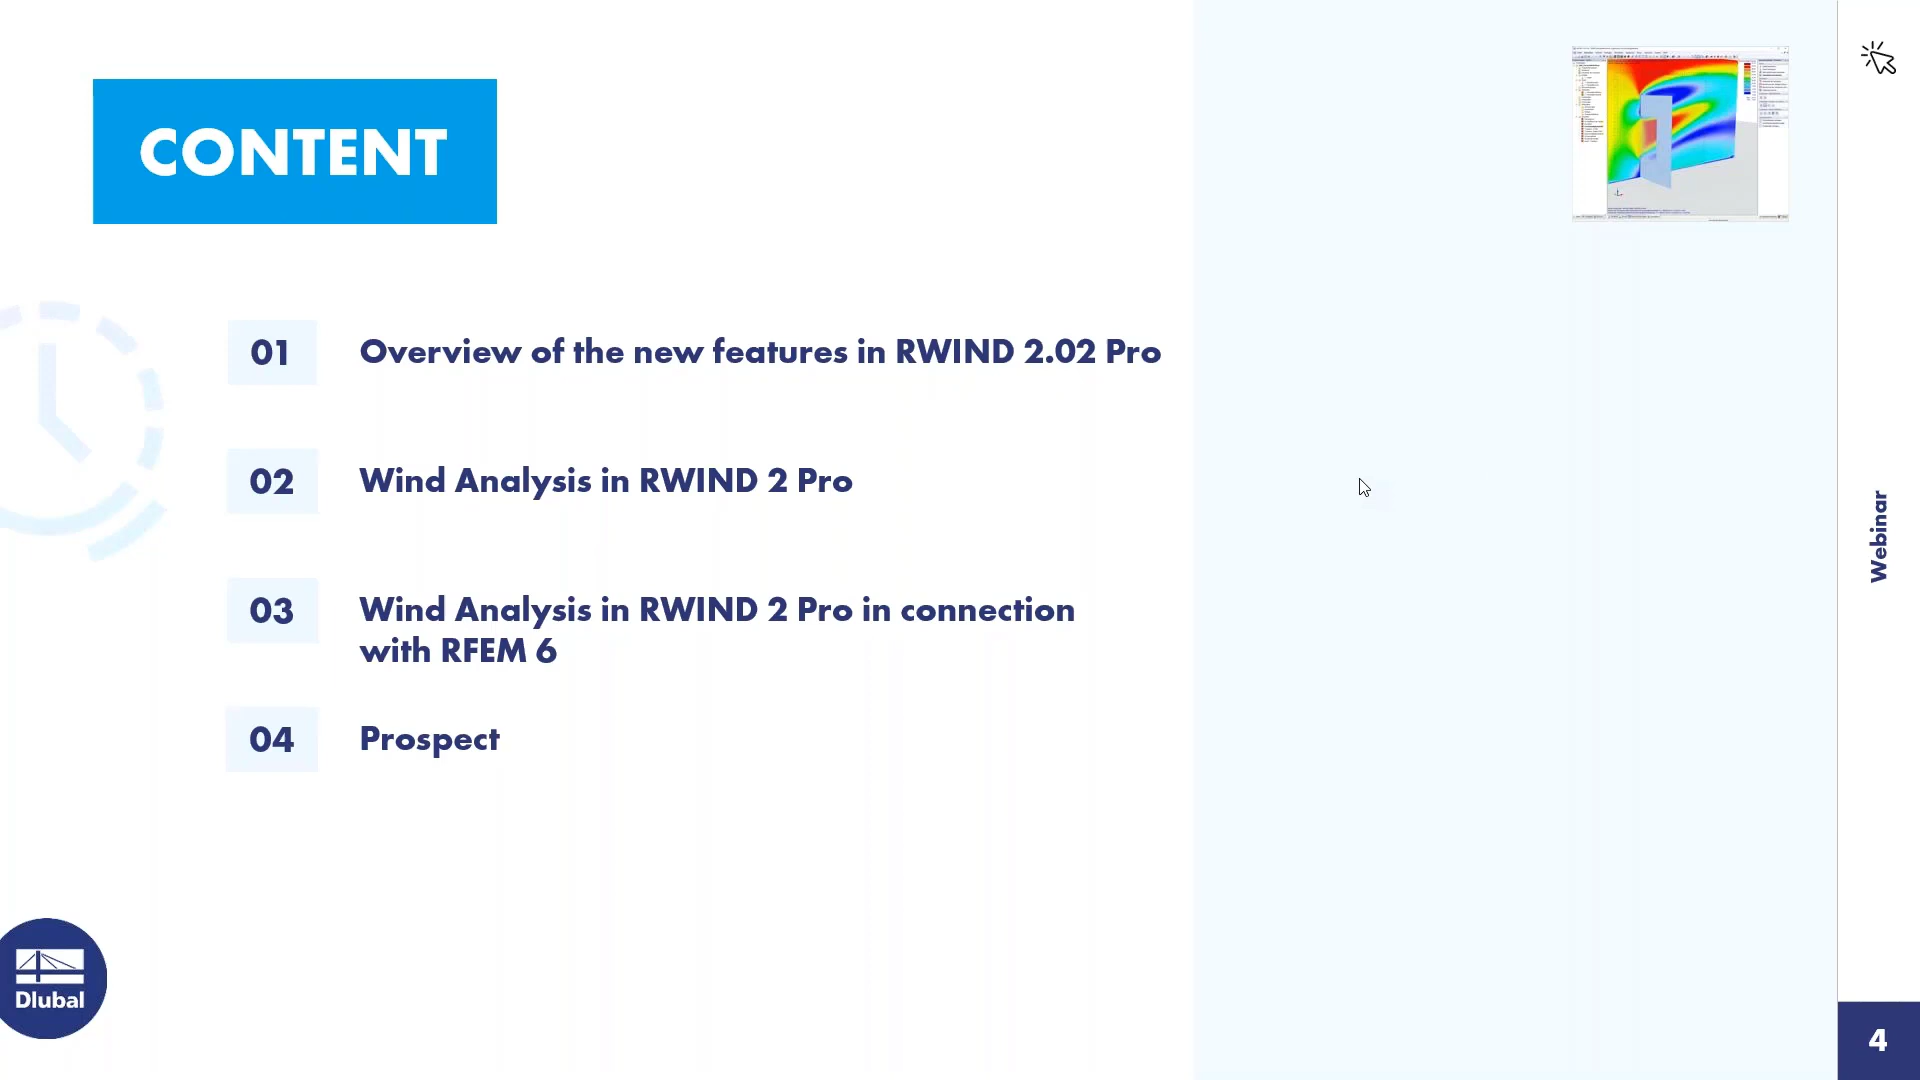 CONTENT
01
Overview of the new features in RWIND 2.02 Pro
02
Wind Analysis in RWIND 2 Pro
03
Wind Analysis in RWIND 2 Pro in connection
with RFEM 6
04
Prospect
Webinar
Dlubal
4